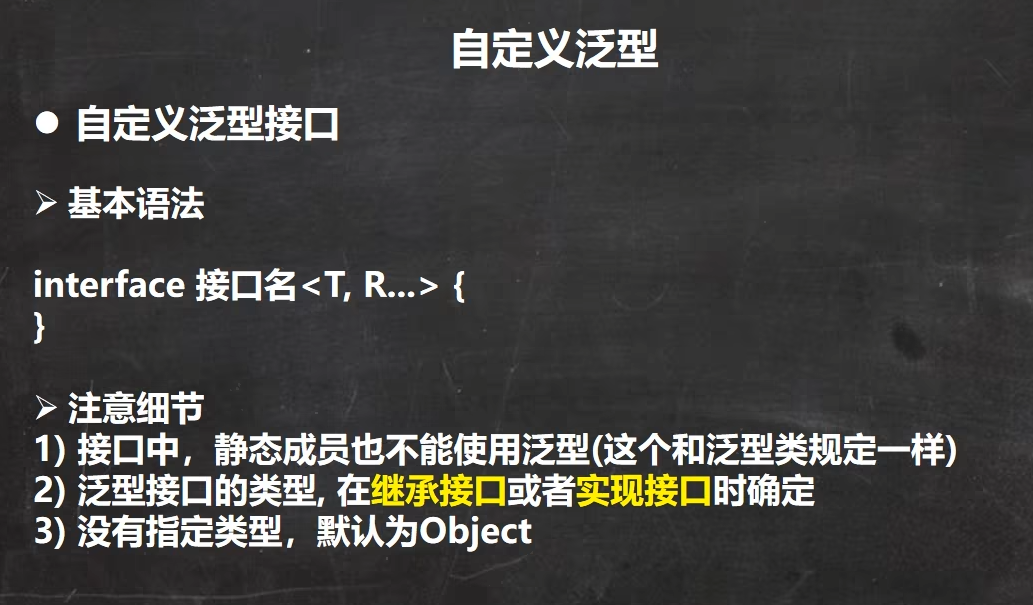 自定义泛型
● 自定义泛型接口
➢ 基本语法
interface 接口名<T, R...> {
}
➢ 注意细节
1) 接口中，静态成员也不能使用泛型(这个和泛型类规定一样)
2) 泛型接口的类型, 在继承接口或者实现接口时确定
3) 没有指定类型，默认为Object